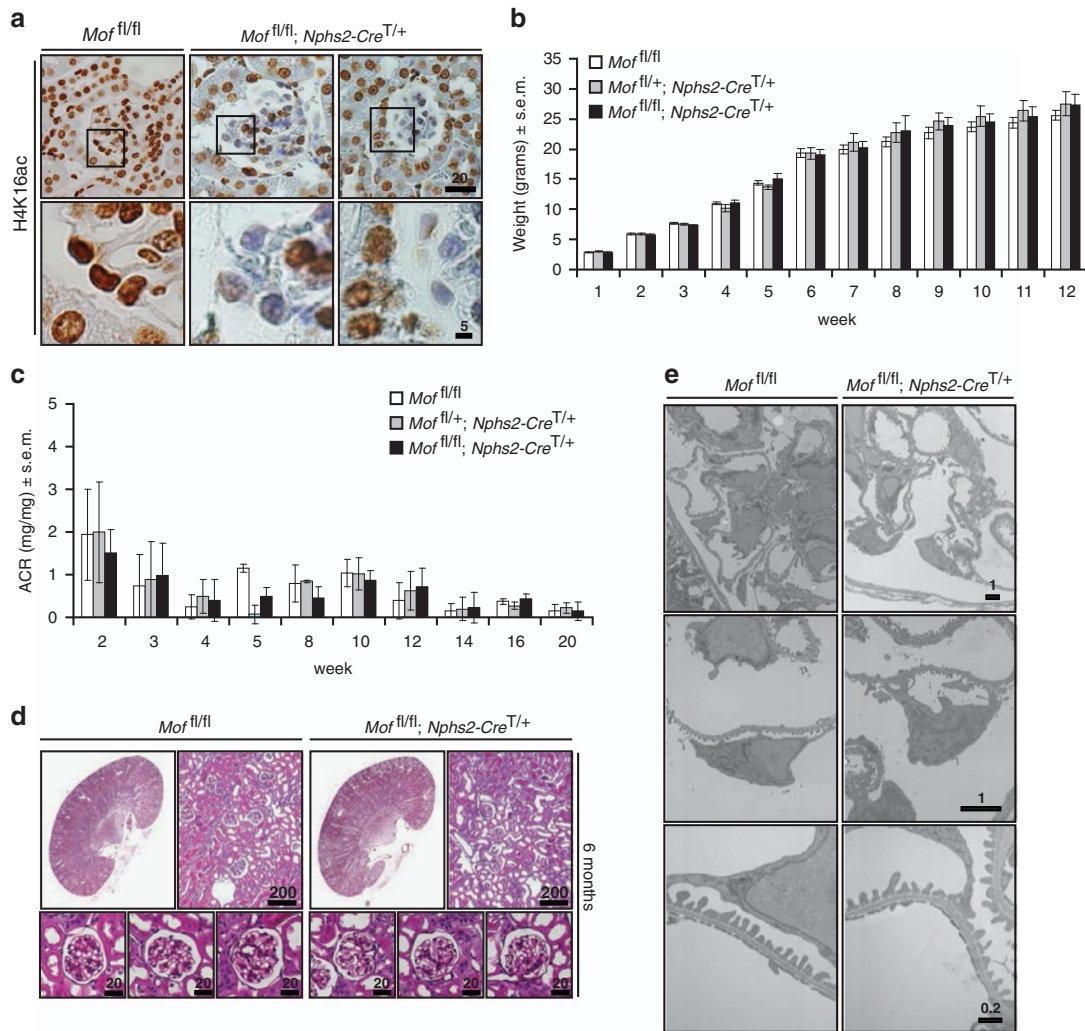 a
Mof fl/fl
Mof fl/fl; Nphs2-Cre T/+
H4K16ac
20
5
b
Weight (grams) ± s.e.m.
35
30
25
20
15
10
5
0
Mof fl/fl
Mof fl/+; Nphs2-Cre T/+
Mof fl/fl; Nphs2-Cre T/+
1 2 3 4 5 6 7 8 9 10 11 12
week
c
ACR (mg/mg) ± s.e.m.
5
4
3
2
1
0
Mof fl/fl
Mof fl/+; Nphs2-Cre T/+
Mof fl/fl; Nphs2-Cre T/+
2 3 4 5 8 10 12 14 16 20
week
d
Mof fl/fl
Mof fl/fl; Nphs2-Cre T/+
200
200
20 20 20 20 20 20
6 months
e
Mof fl/fl
Mof fl/fl; Nphs2-Cre T/+
1
1
0.2